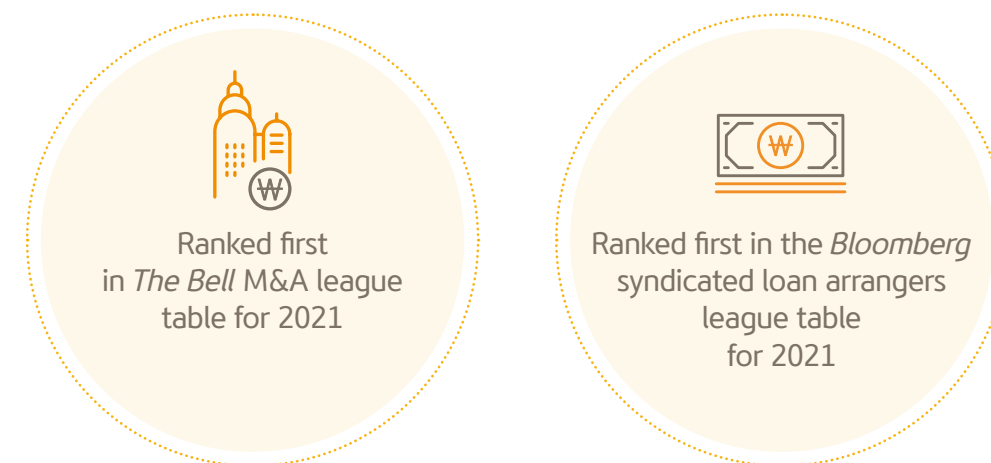 ₩
Ranked first
in The Bell M&A league
table for 2021
₩
Ranked first in the Bloomberg
syndicated loan arrangers
league table
for 2021